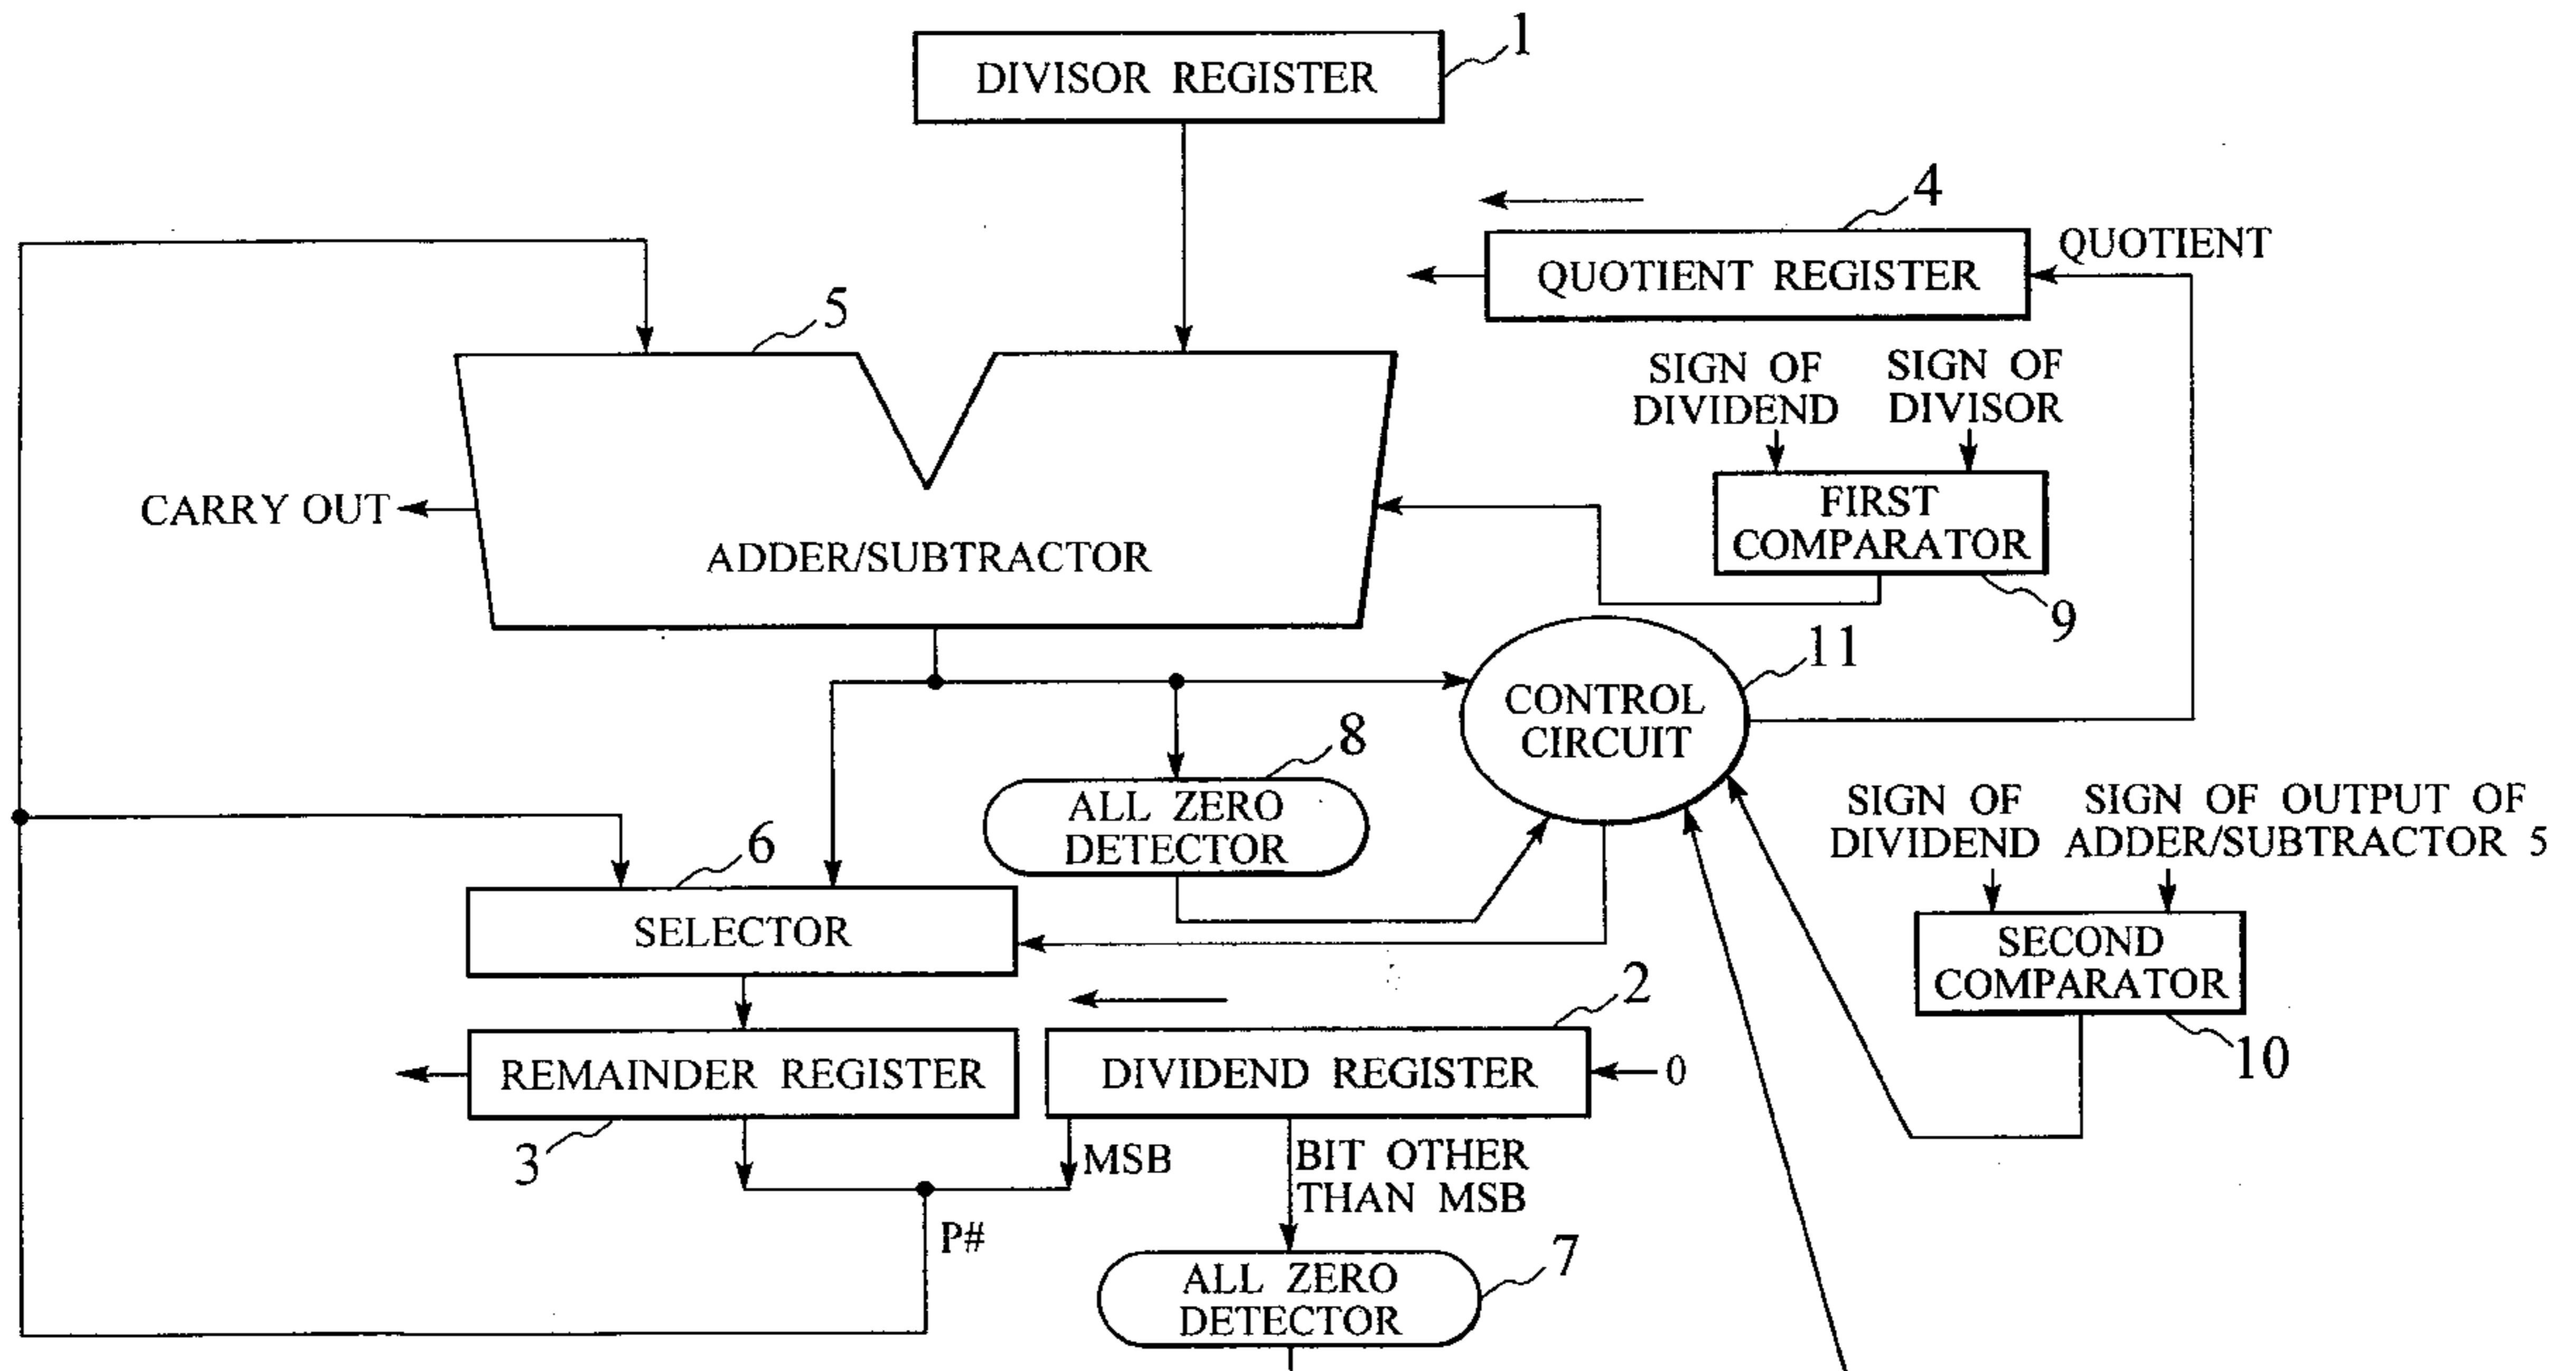 DIVISOR REGISTER
1
4
QUOTIENT REGISTER
QUOTIENT
5
SIGN OF
DIVIDEND
SIGN OF
DIVISOR
FIRST
COMPARATOR
9
CARRY OUT
ADDER/SUBTRACTOR
CONTROL
CIRCUIT
11
8
ALL ZERO
DETECTOR
SIGN OF
DIVIDEND
SIGN OF OUTPUT OF
ADDER/SUBTRACTOR 5
6
SELECTOR
SECOND
COMPARATOR
10
2
REMAINDER REGISTER
3
DIVIDEND REGISTER
0
MSB
BIT OTHER
THAN MSB
P#
ALL ZERO
DETECTOR
7